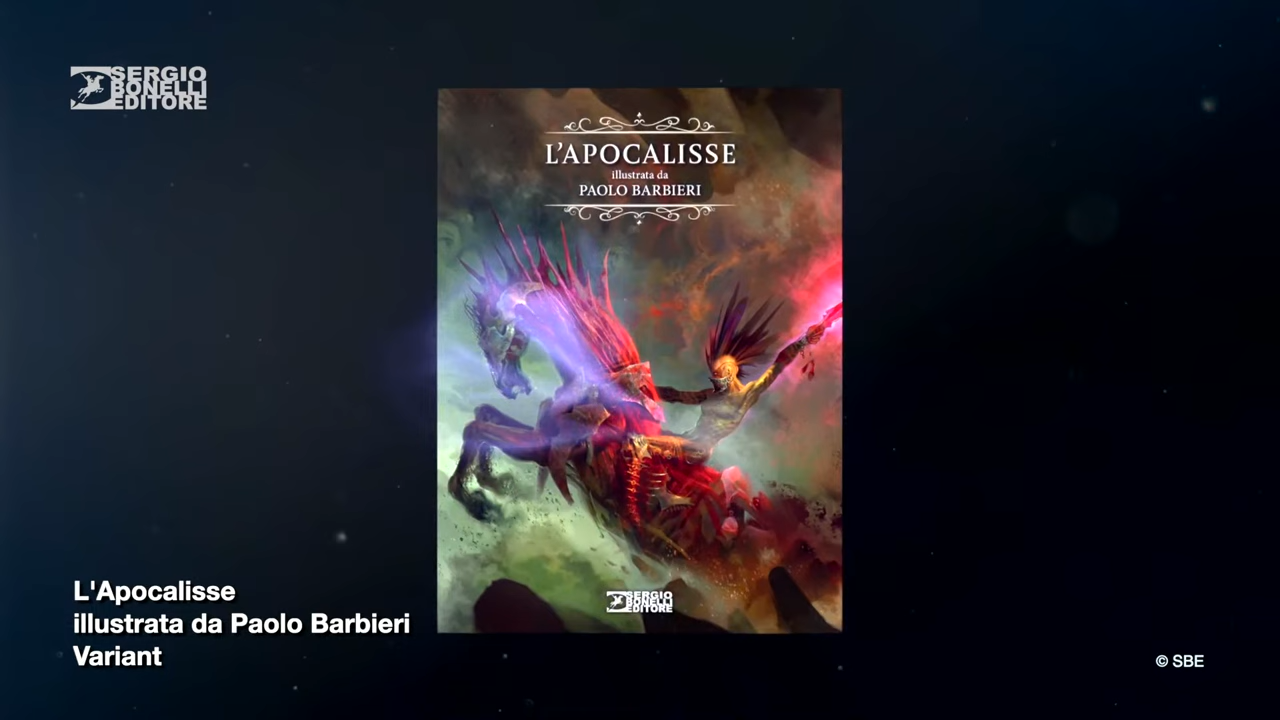 SERGIO
BONELLI
EDITORE
L'APOCALISSE
illustrata da
PAOLO BARBIERI
SERGIO
BONELLI
EDITORE
L'Apocalisse
illustrata da Paolo Barbieri
Variant
© SBE